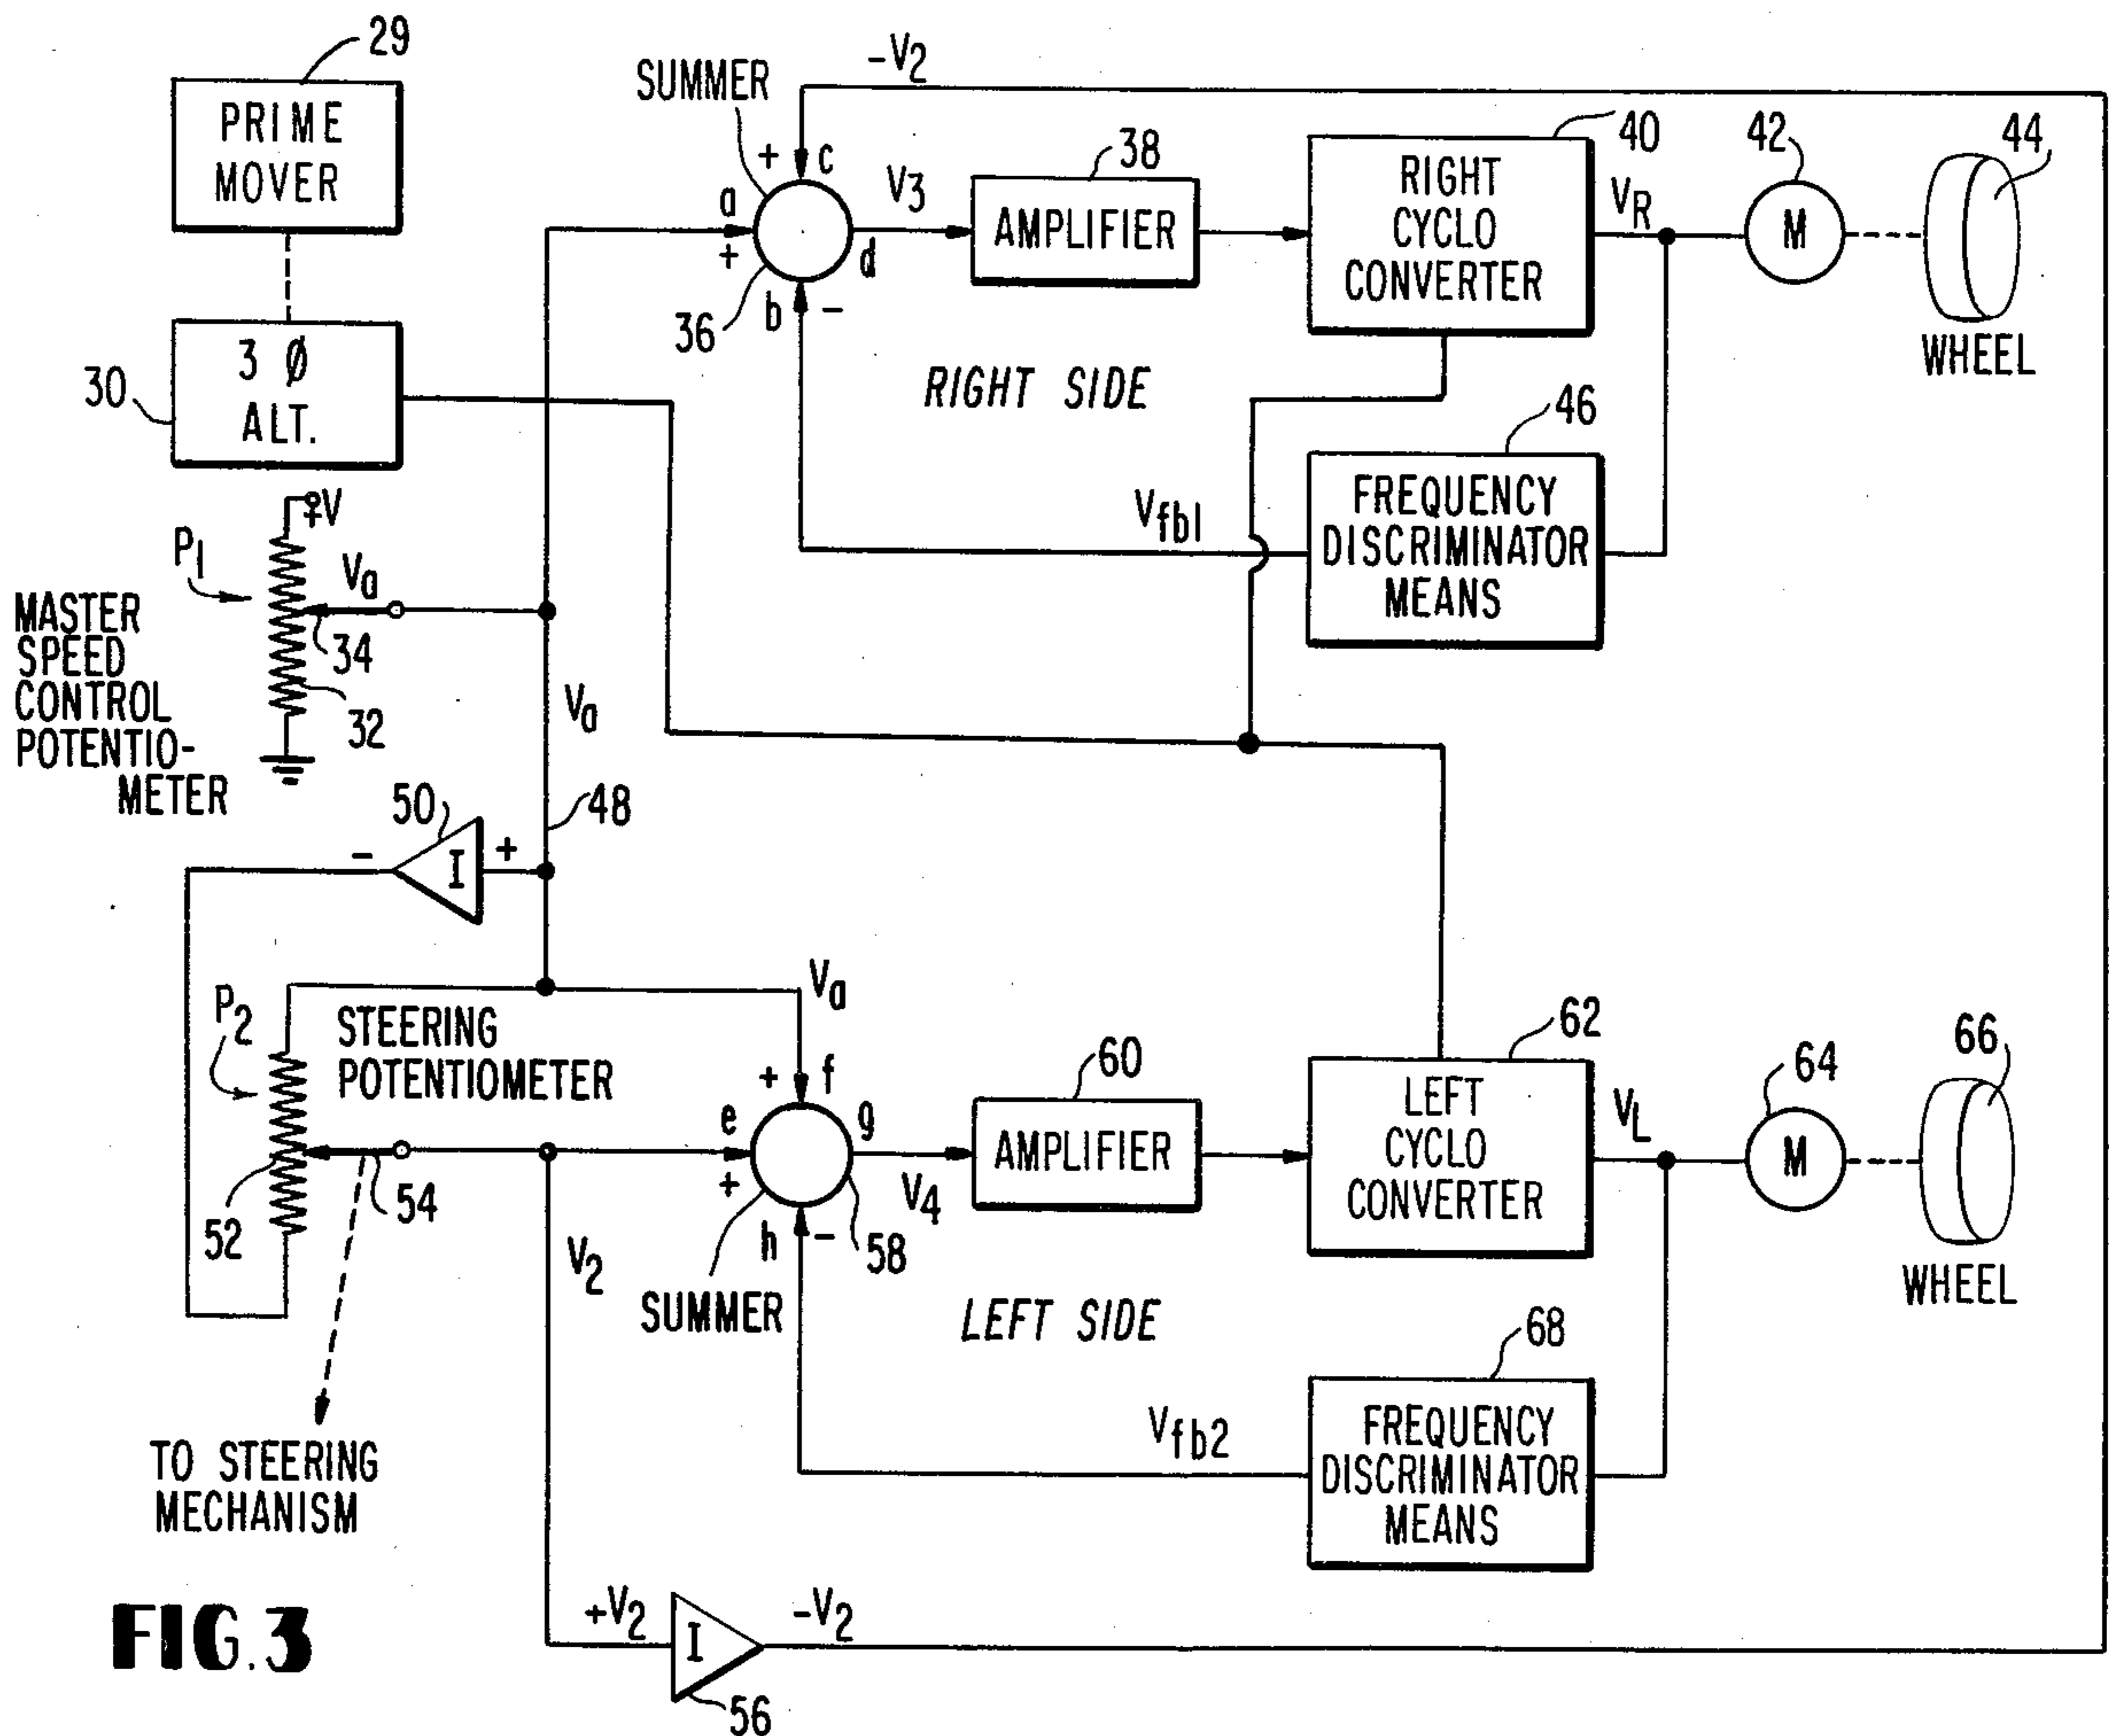 29
PRIME
MOVER
3 Ø
ALT.
30
+V
P1
Va
34
32
MASTER
SPEED
CONTROL
POTENTIO-
METER
Va
48
50
I
+
-
P2
STEERING
POTENTIOMETER
52
54
TO STEERING
MECHANISM
V2
SUMMER
-V2
+
c
a
+
36
b
-
d
V3
38
AMPLIFIER
40
RIGHT
CYCLO
CONVERTER
VR
42
M
44
WHEEL
RIGHT SIDE
46
FREQUENCY
DISCRIMINATOR
MEANS
Vfb1
Va
+
f
e
+
g
h
-
58
SUMMER
V4
60
AMPLIFIER
62
LEFT
CYCLO
CONVERTER
VL
64
M
66
WHEEL
LEFT SIDE
68
FREQUENCY
DISCRIMINATOR
MEANS
Vfb2
+V2
I
-V2
56
FIG.3